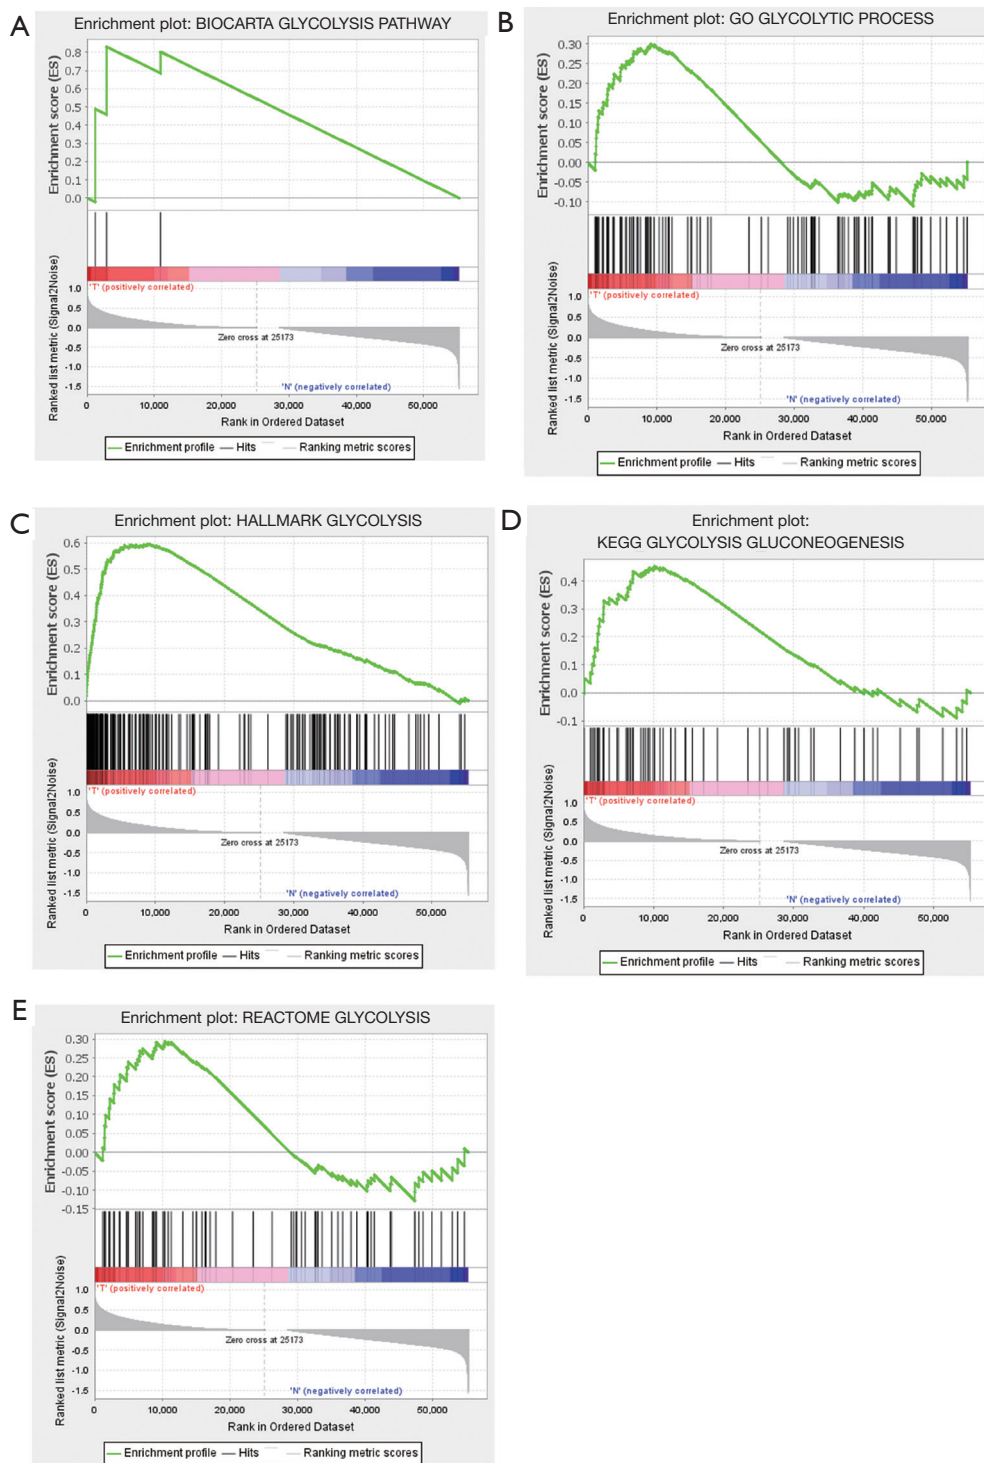 A
Enrichment plot: BIOCARTA GLYCOLYSIS PATHWAY
Enrichment score (ES)
0.8
0.7
0.6
0.5
0.4
0.3
0.2
0.1
0.0
Ranked list metric (Signal2Noise)
1.0
0.5
0.0
-0.5
-1.0
-1.5
'T' (positively correlated)
Zero cross at 25173
'N' (negatively correlated)
0 10,000 20,000 30,000 40,000 50,000
Rank in Ordered Dataset
Enrichment profile Hits Ranking metric scores
B
Enrichment plot: GO GLYCOLYTIC PROCESS
Enrichment score (ES)
0.30
0.25
0.20
0.15
0.10
0.05
0.00
-0.05
-0.10
Ranked list metric (Signal2Noise)
1.0
0.5
0.0
-0.5
-1.0
-1.5
'T' (positively correlated)
Zero cross at 25173
'N' (negatively correlated)
0 10,000 20,000 30,000 40,000 50,000
Rank in Ordered Dataset
Enrichment profile Hits Ranking metric scores
C
Enrichment plot: HALLMARK GLYCOLYSIS
Enrichment score (ES)
0.6
0.5
0.4
0.3
0.2
0.1
0.0
Ranked list metric (Signal2Noise)
1.0
0.5
0.0
-0.5
-1.0
-1.5
'T' (positively correlated)
Zero cross at 25173
'N' (negatively correlated)
0 10,000 20,000 30,000 40,000 50,000
Rank in Ordered Dataset
Enrichment profile Hits Ranking metric scores
D
Enrichment plot:
KEGG GLYCOLYSIS GLUCONEOGENESIS
Enrichment score (ES)
0.4
0.3
0.2
0.1
0.0
-0.1
Ranked list metric (Signal2Noise)
1.0
0.5
0.0
-0.5
-1.0
-1.5
'T' (positively correlated)
Zero cross at 25173
'N' (negatively correlated)
0 10,000 20,000 30,000 40,000 50,000
Rank in Ordered Dataset
Enrichment profile Hits Ranking metric scores
E
Enrichment plot: REACTOME GLYCOLYSIS
Enrichment score (ES)
0.30
0.25
0.20
0.15
0.10
0.05
0.00
-0.05
-0.10
-0.15
Ranked list metric (Signal2Noise)
1.0
0.5
0.0
-0.5
-1.0
-1.5
'T' (positively correlated)
Zero cross at 25173
'N' (negatively correlated)
0 10,000 20,000 30,000 40,000 50,000
Rank in Ordered Dataset
Enrichment profile Hits Ranking metric scores